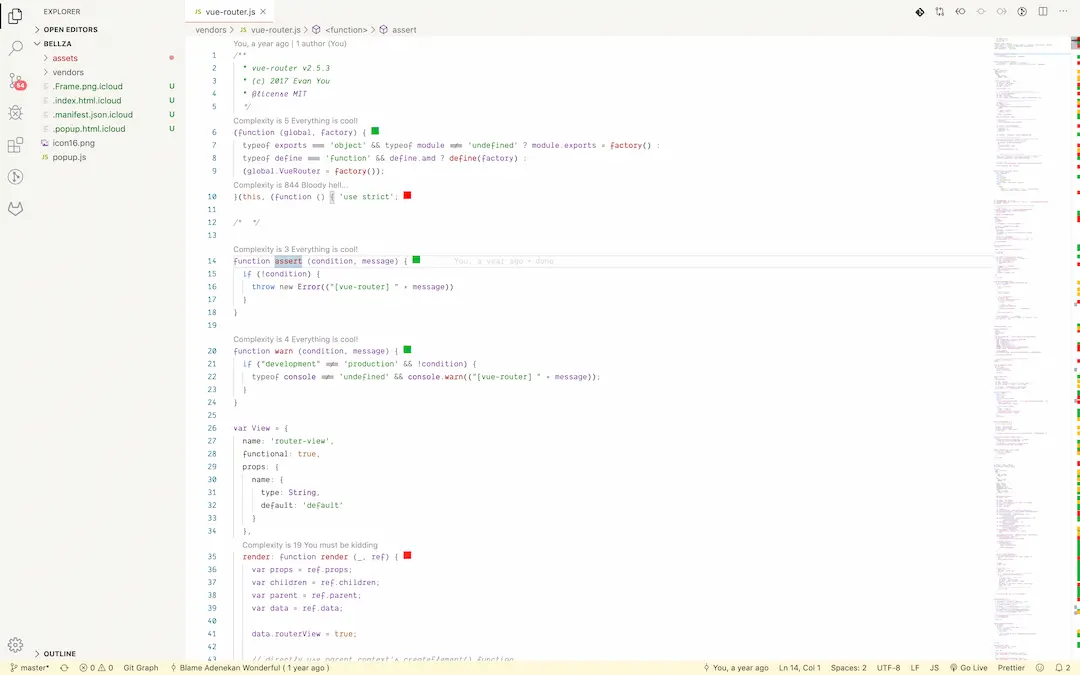 EXPLORER
OPEN EDITORS
BELLZA
assets
vendors
.Frame.png.icloud U
.index.html.icloud U
.manifest.json.icloud U
.popup.html.icloud U
icon16.png
JS popup.js
64
OUTLINE
JS vue-router.js ×
vendors > JS vue-router.js > <function> > assert
You, a year ago | 1 author (You)
1 /**
2 * vue-router v2.5.3
3 * (c) 2017 Evan You
4 * @license MIT
5 */
Complexity is 5 Everything is cool!
6 (function (global, factory) {
7 typeof exports === 'object' && typeof module !== 'undefined' ? module.exports = factory() :
8 typeof define === 'function' && define.amd ? define(factory) :
9 (global.VueRouter = factory());
Complexity is 844 Bloody hell...
10 }(this, (function () { 'use strict';
11
12 /* */
13
Complexity is 3 Everything is cool!
14 function assert (condition, message) { You, a year ago • done
15 if (!condition) {
16 throw new Error(("[vue-router] " + message))
17 }
18 }
19
Complexity is 4 Everything is cool!
20 function warn (condition, message) {
21 if ("development" !== 'production' && !condition) {
22 typeof console !== 'undefined' && console.warn(("[vue-router] " + message));
23 }
24 }
25
26 var View = {
27 name: 'router-view',
28 functional: true,
29 props: {
30 name: {
31 type: String,
32 default: 'default'
33 }
34 },
Complexity is 19 You must be kidding
35 render: function render (_, ref) {
36 var props = ref.props;
37 var children = ref.children;
38 var parent = ref.parent;
39 var data = ref.data;
40
41 data.routerView = true;
42
43 // directly use parent context's createElement() function
master* 0 0 Git Graph Blame Adenekan Wonderful ( 1 year ago ) You, a year ago Ln 14, Col 1 Spaces: 2 UTF-8 LF JS Go Live Prettier 2